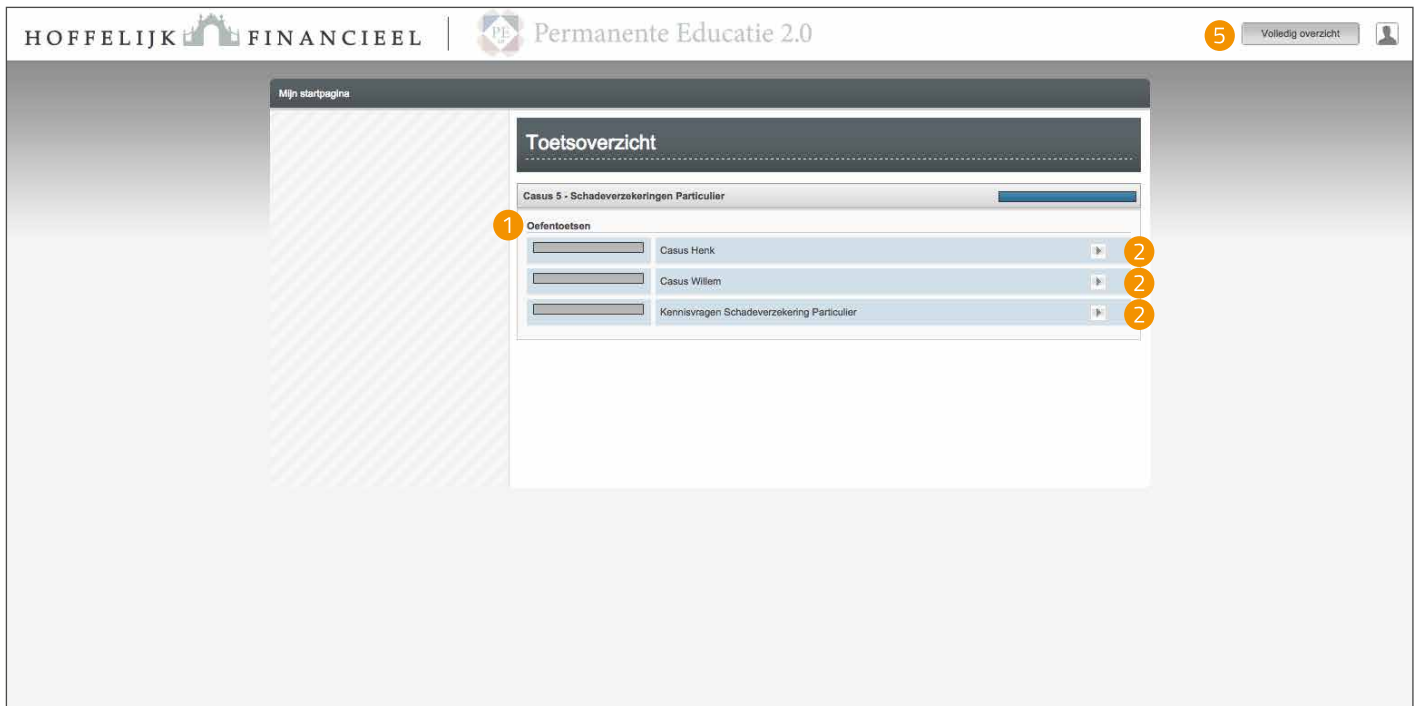 HOFFELIJK FINANCIEEL
PE
Permanente Educatie 2.0
5
Volledig overzicht
Mijn startpagina
Toetsoverzicht
Casus 5 - Schadeverzekeringen Particulier
1
Oefentoetsen
Casus Henk
2
Casus Willem
2
Kennisvragen Schadeverzekering Particulier
2